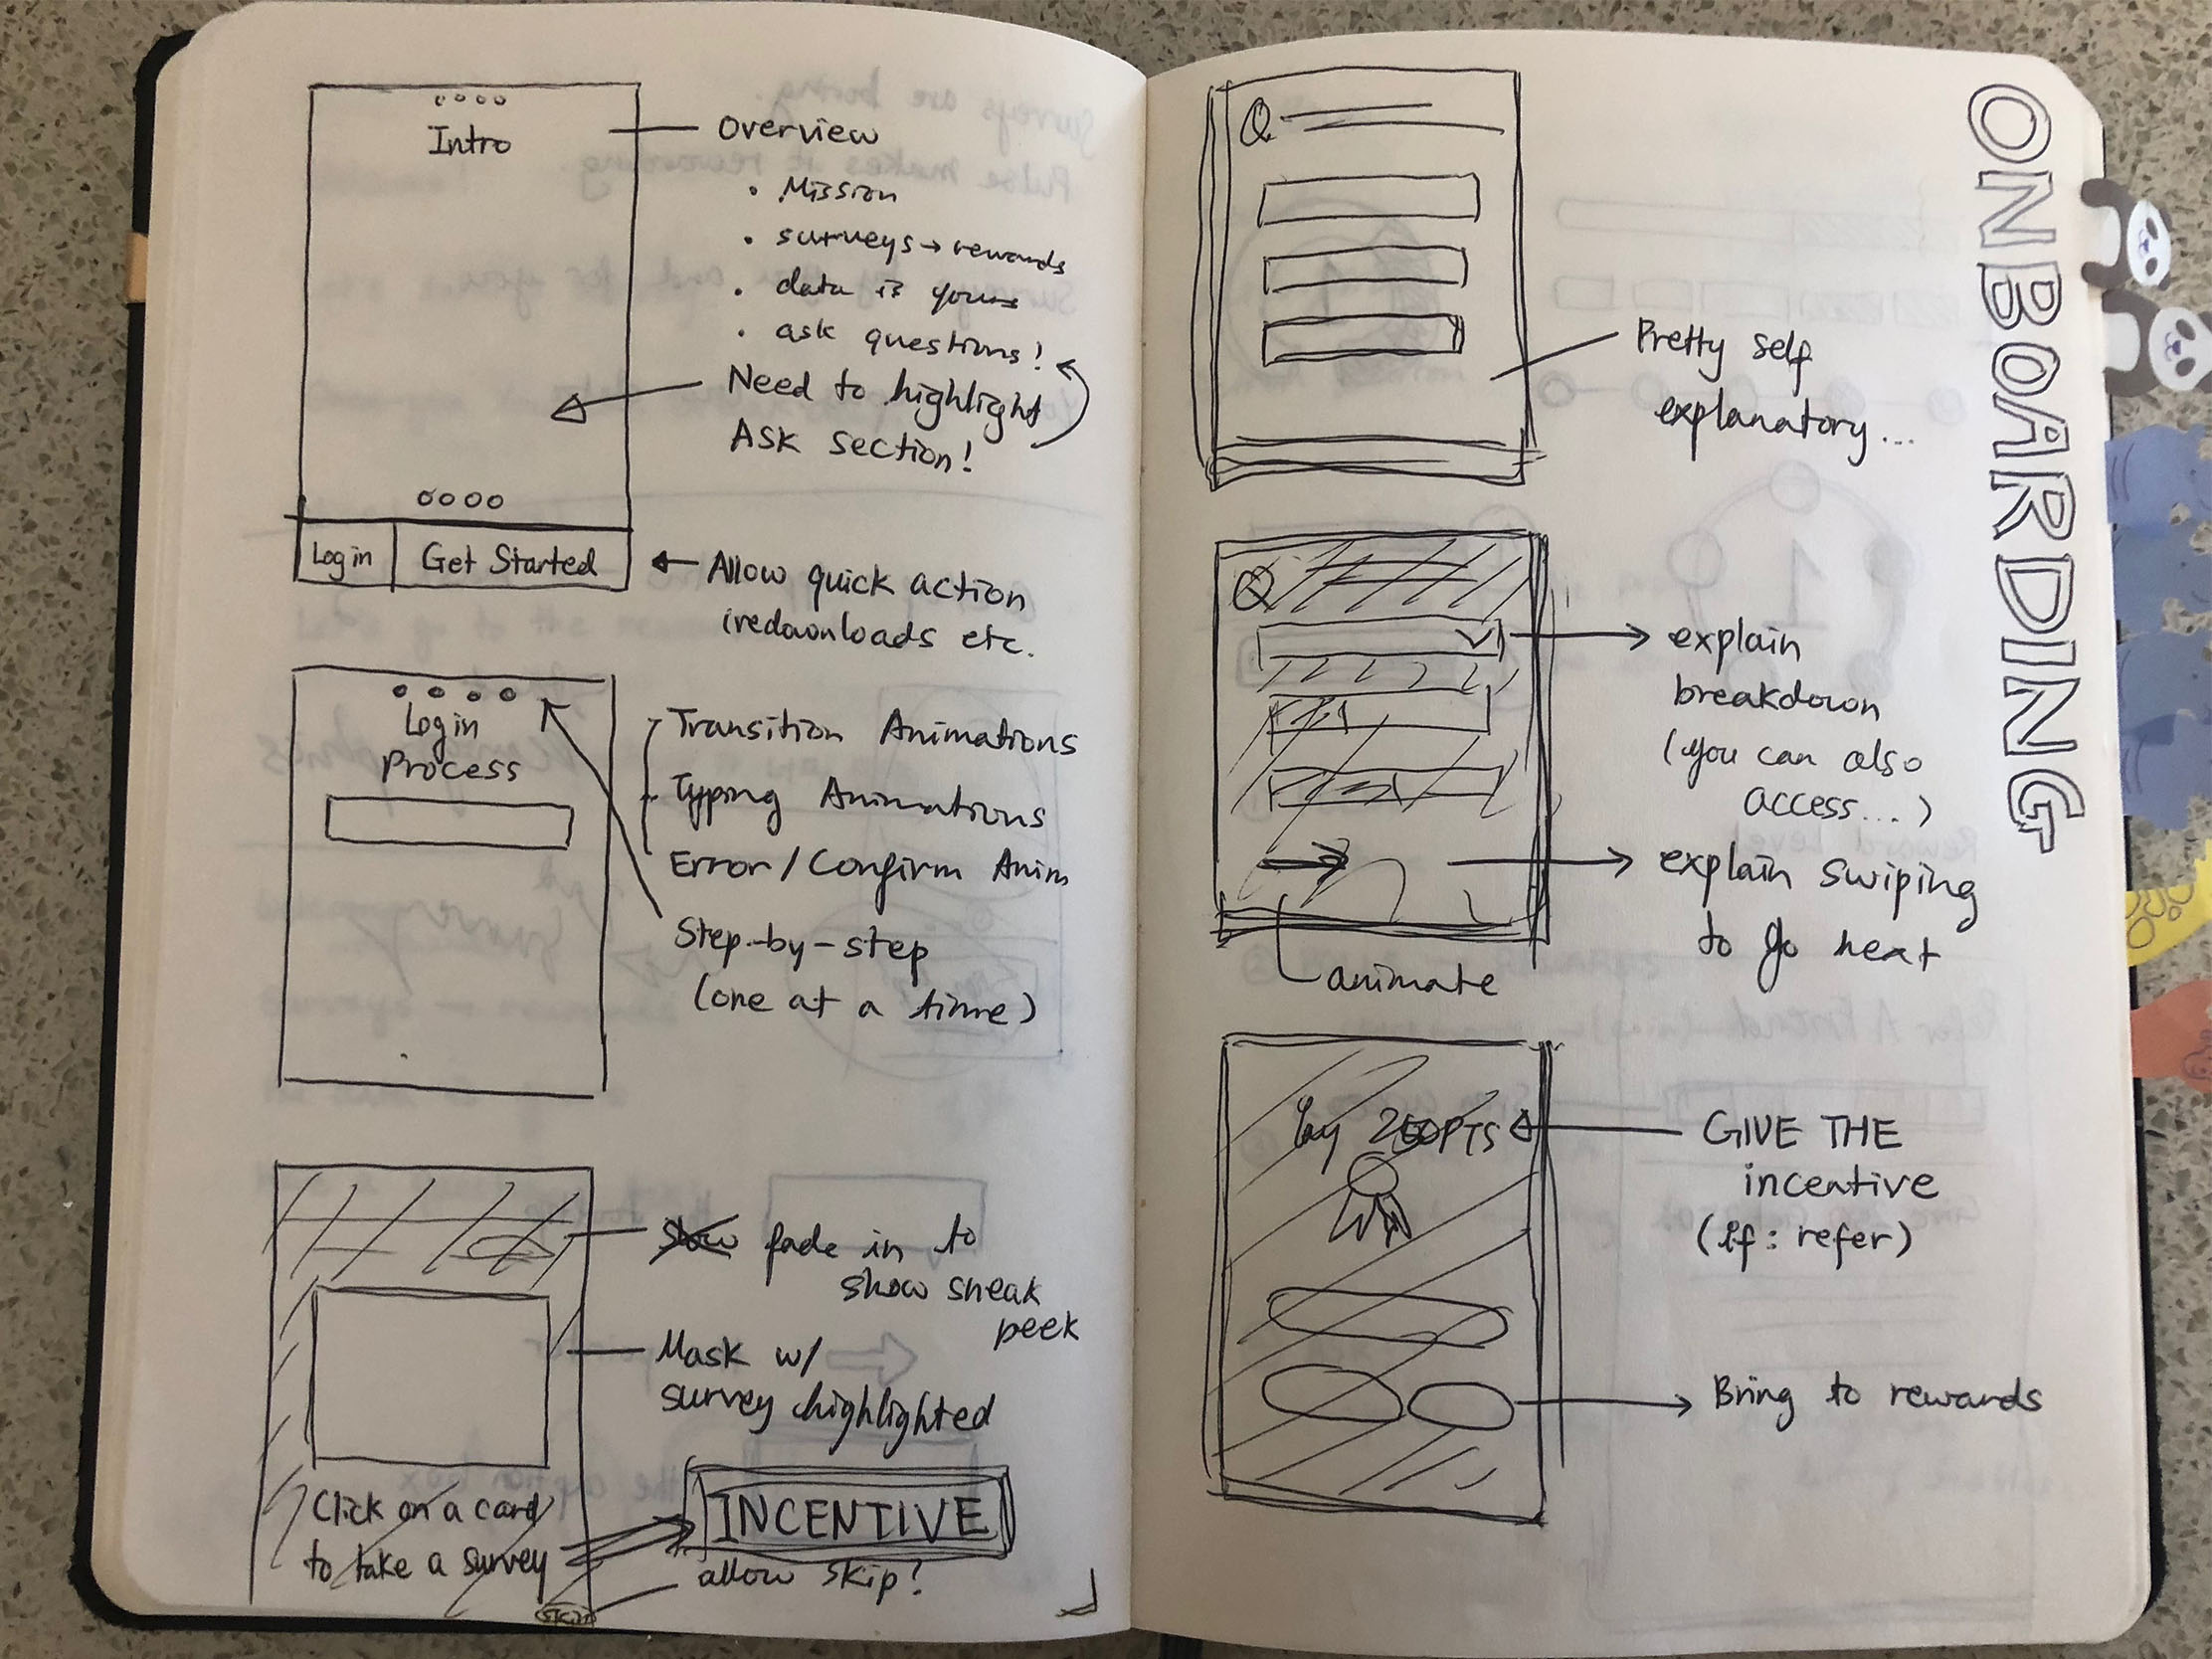 Intro
Overview
• Mission
• surveys → rewards
• data is yours
• ask questions!
Need to highlight
Ask section!
Log in
Get Started
Allow quick action
(redownloads etc.
Log in
Process
Transition Animations
Typing Animations
Error/Confirm Anim
Step-by-step
(one at a time)
fade in to
show sneak
peek
Mask w/
survey highlighted
Click on a card
to take a survey
INCENTIVE
allow skip?
skip
ONBOARDING
Q
Pretty self
explanatory...
Q
explain
breakdown
(you can also
access...)
explain swiping
to go next
animate
250PTS
GIVE THE
incentive
(if: refer)
Bring to rewards